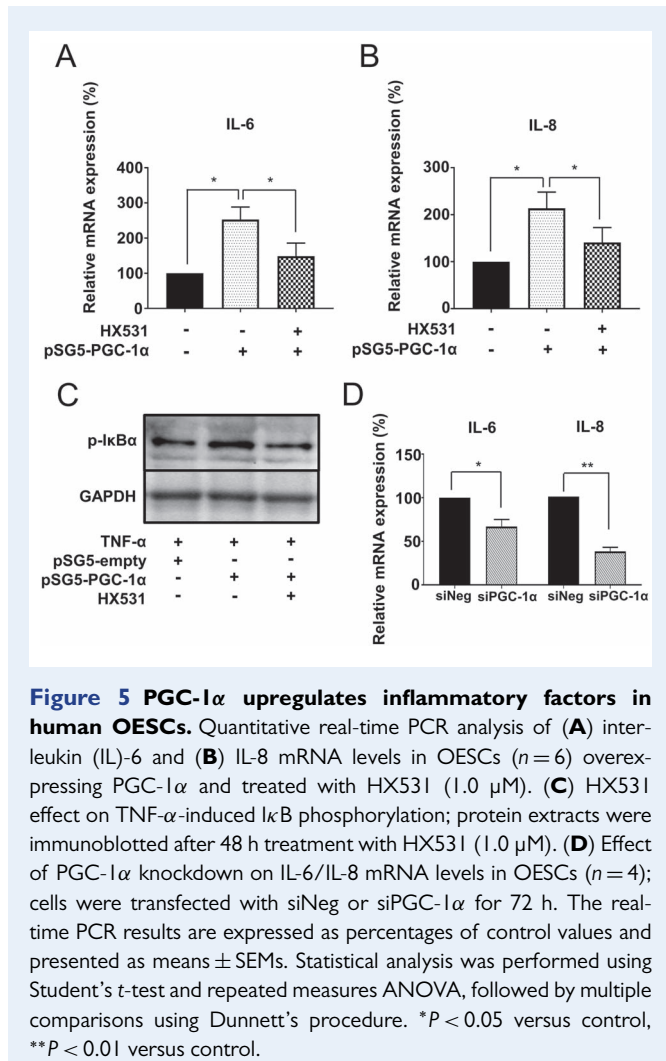 A
IL-6
Relative mRNA expression (%)
400
300
200
100
0
*
*
HX531 - - +
pSG5-PGC-1α - + +
B
IL-8
Relative mRNA expression (%)
300
200
100
0
*
*
HX531 - - +
pSG5-PGC-1α - + +
C
p-IκBα
GAPDH
TNF-α + + +
pSG5-empty + - -
pSG5-PGC-1α - + +
HX531 - - +
D
IL-6 IL-8
Relative mRNA expression (%)
150
100
50
0
*
**
siNeg siPGC-1α siNeg siPGC-1α
Figure 5 PGC-1α upregulates inflammatory factors in
human OESCs. Quantitative real-time PCR analysis of (A) inter-
leukin (IL)-6 and (B) IL-8 mRNA levels in OESCs (n = 6) overex-
pressing PGC-1α and treated with HX531 (1.0 μM). (C) HX531
effect on TNF-α-induced IκB phosphorylation; protein extracts were
immunoblotted after 48 h treatment with HX531 (1.0 μM). (D) Effect
of PGC-1α knockdown on IL-6/IL-8 mRNA levels in OESCs (n = 4);
cells were transfected with siNeg or siPGC-1α for 72 h. The real-
time PCR results are expressed as percentages of control values and
presented as means ± SEMs. Statistical analysis was performed using
Student's t-test and repeated measures ANOVA, followed by multiple
comparisons using Dunnett's procedure. *P < 0.05 versus control,
**P < 0.01 versus control.